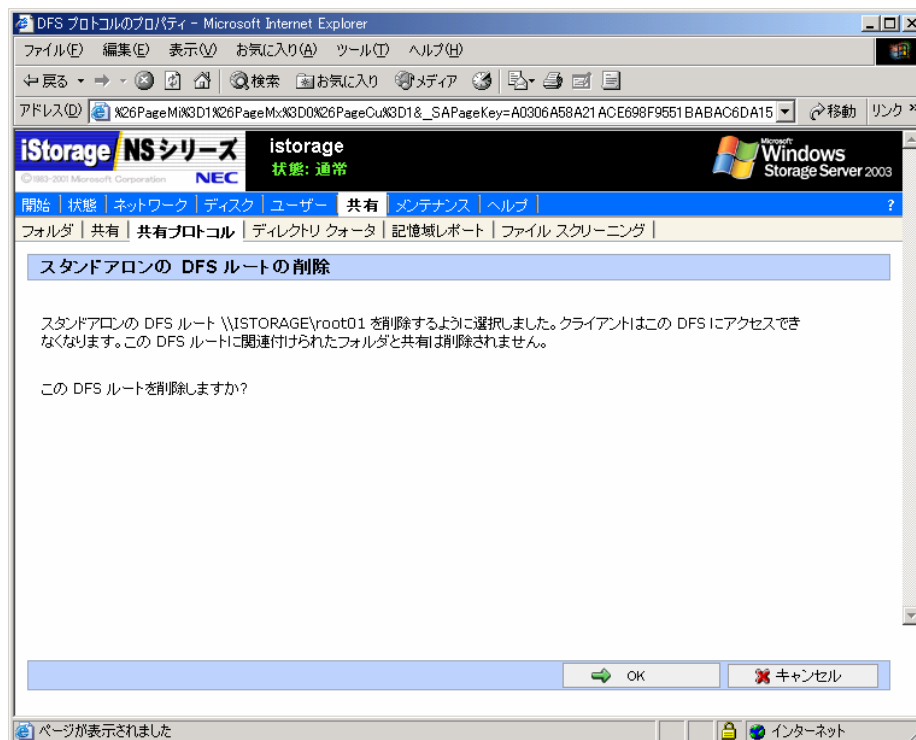 DFS プロトコルのプロパティ - Microsoft Internet Explorer
ファイル(F) 編集(E) 表示(V) お気に入り(A) ツール(T) ヘルプ(H)
戻る 検索 お気に入り メディア
アドレス(D) %26PageMi%3D1%26PageMx%3D0%26PageCu%3D1&_SAPageKey=A0306A58A21ACE698F9551BABAC6DA15 移動 リンク »
iStorage NSシリーズ
©1983-2001 Microsoft Corporation NEC
istorage
状態: 通常
Microsoft
Windows
Storage Server 2003
開始 | 状態 | ネットワーク | ディスク | ユーザー | 共有 | メンテナンス | ヘルプ | ?
フォルダ | 共有 | 共有プロトコル | ディレクトリ クォータ | 記憶域レポート | ファイル スクリーニング |
スタンドアロンの DFS ルートの削除
スタンドアロンの DFS ルート \\ISTORAGE\root01 を削除するように選択しました。クライアントはこの DFS にアクセスでき
なくなります。この DFS ルートに関連付けられたフォルダと共有は削除されません。
この DFS ルートを削除しますか?
OK
キャンセル
ページが表示されました
インターネット